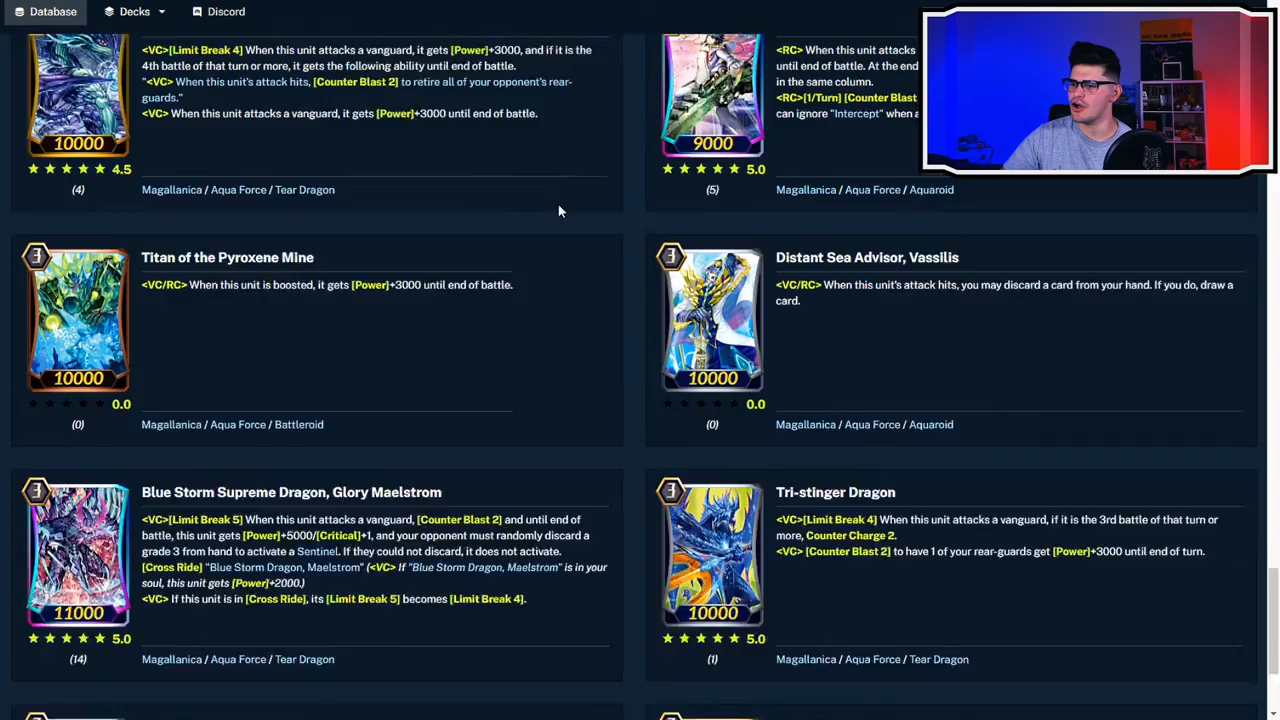 Database
Decks
Discord
<VC>[Limit Break 4] When this unit attacks a vanguard, it gets [Power]+3000, and if it is the
4th battle of that turn or more, it gets the following ability until end of battle.
"<VC> When this unit's attack hits, [Counter Blast 2] to retire all of your opponent's rear-
guards."
<VC> When this unit attacks a vanguard, it gets [Power]+3000 until end of battle.
10000
4.5
(4)
Magallanica / Aqua Force / Tear Dragon
<RC> When this unit attacks
until end of battle. At the end
in the same column.
<RC>[1/Turn] [Counter Blast
can ignore "Intercept" when a
9000
5.0
(5)
Magallanica / Aqua Force / Aquaroid
3
Titan of the Pyroxene Mine
<VC/RC> When this unit is boosted, it gets [Power]+3000 until end of battle.
10000
0.0
(0)
Magallanica / Aqua Force / Battleroid
3
Distant Sea Advisor, Vassilis
<VC/RC> When this unit's attack hits, you may discard a card from your hand. If you do, draw a
card.
10000
0.0
(0)
Magallanica / Aqua Force / Aquaroid
3
Blue Storm Supreme Dragon, Glory Maelstrom
<VC>[Limit Break 5] When this unit attacks a vanguard, [Counter Blast 2] and until end of
battle, this unit gets [Power]+5000/[Critical]+1, and your opponent must randomly discard a
grade 3 from hand to activate a Sentinel. If they could not discard, it does not activate.
[Cross Ride] "Blue Storm Dragon, Maelstrom" (<VC> If "Blue Storm Dragon, Maelstrom" is in your
soul, this unit gets [Power]+2000.)
<VC> If this unit is in [Cross Ride], its [Limit Break 5] becomes [Limit Break 4].
11000
5.0
(14)
Magallanica / Aqua Force / Tear Dragon
3
Tri-stinger Dragon
<VC>[Limit Break 4] When this unit attacks a vanguard, if it is the 3rd battle of that turn or
more, Counter Charge 2.
<VC> [Counter Blast 2] to have 1 of your rear-guards get [Power]+3000 until end of turn.
10000
5.0
(1)
Magallanica / Aqua Force / Tear Dragon